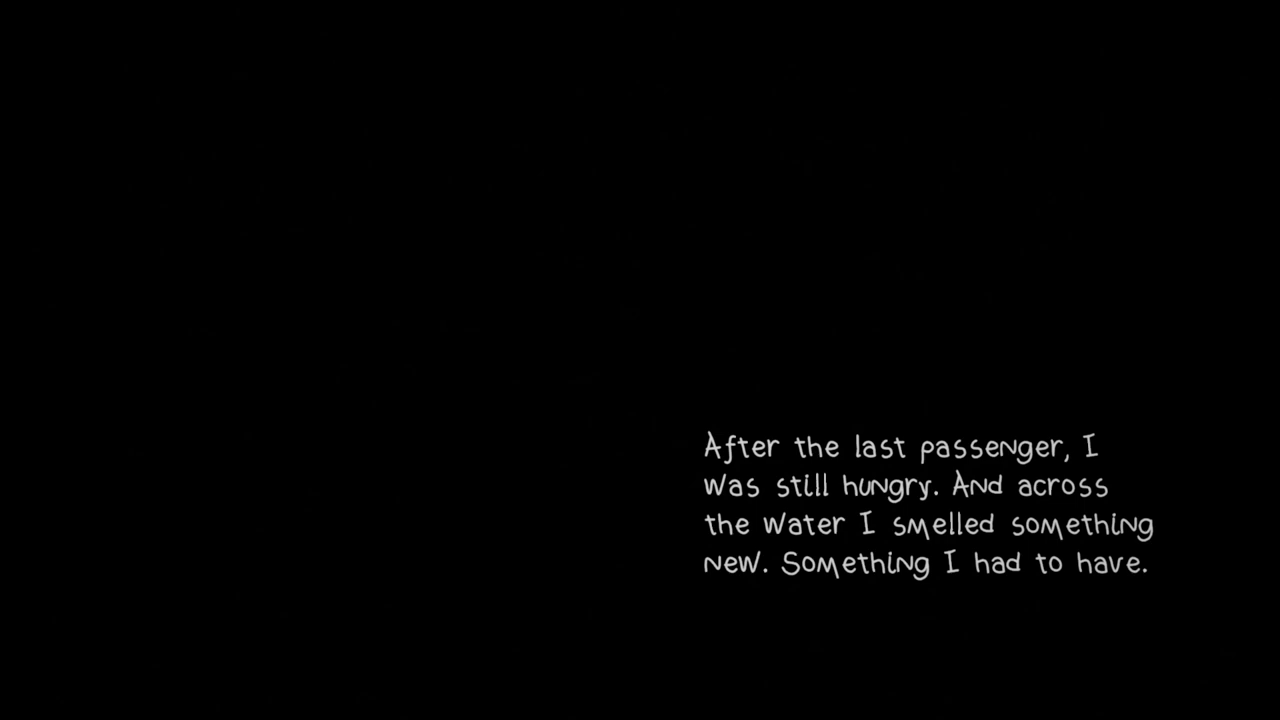 After the last passenger, I
was still hungry. And across
the water I smelled something
new. Something I had to have.